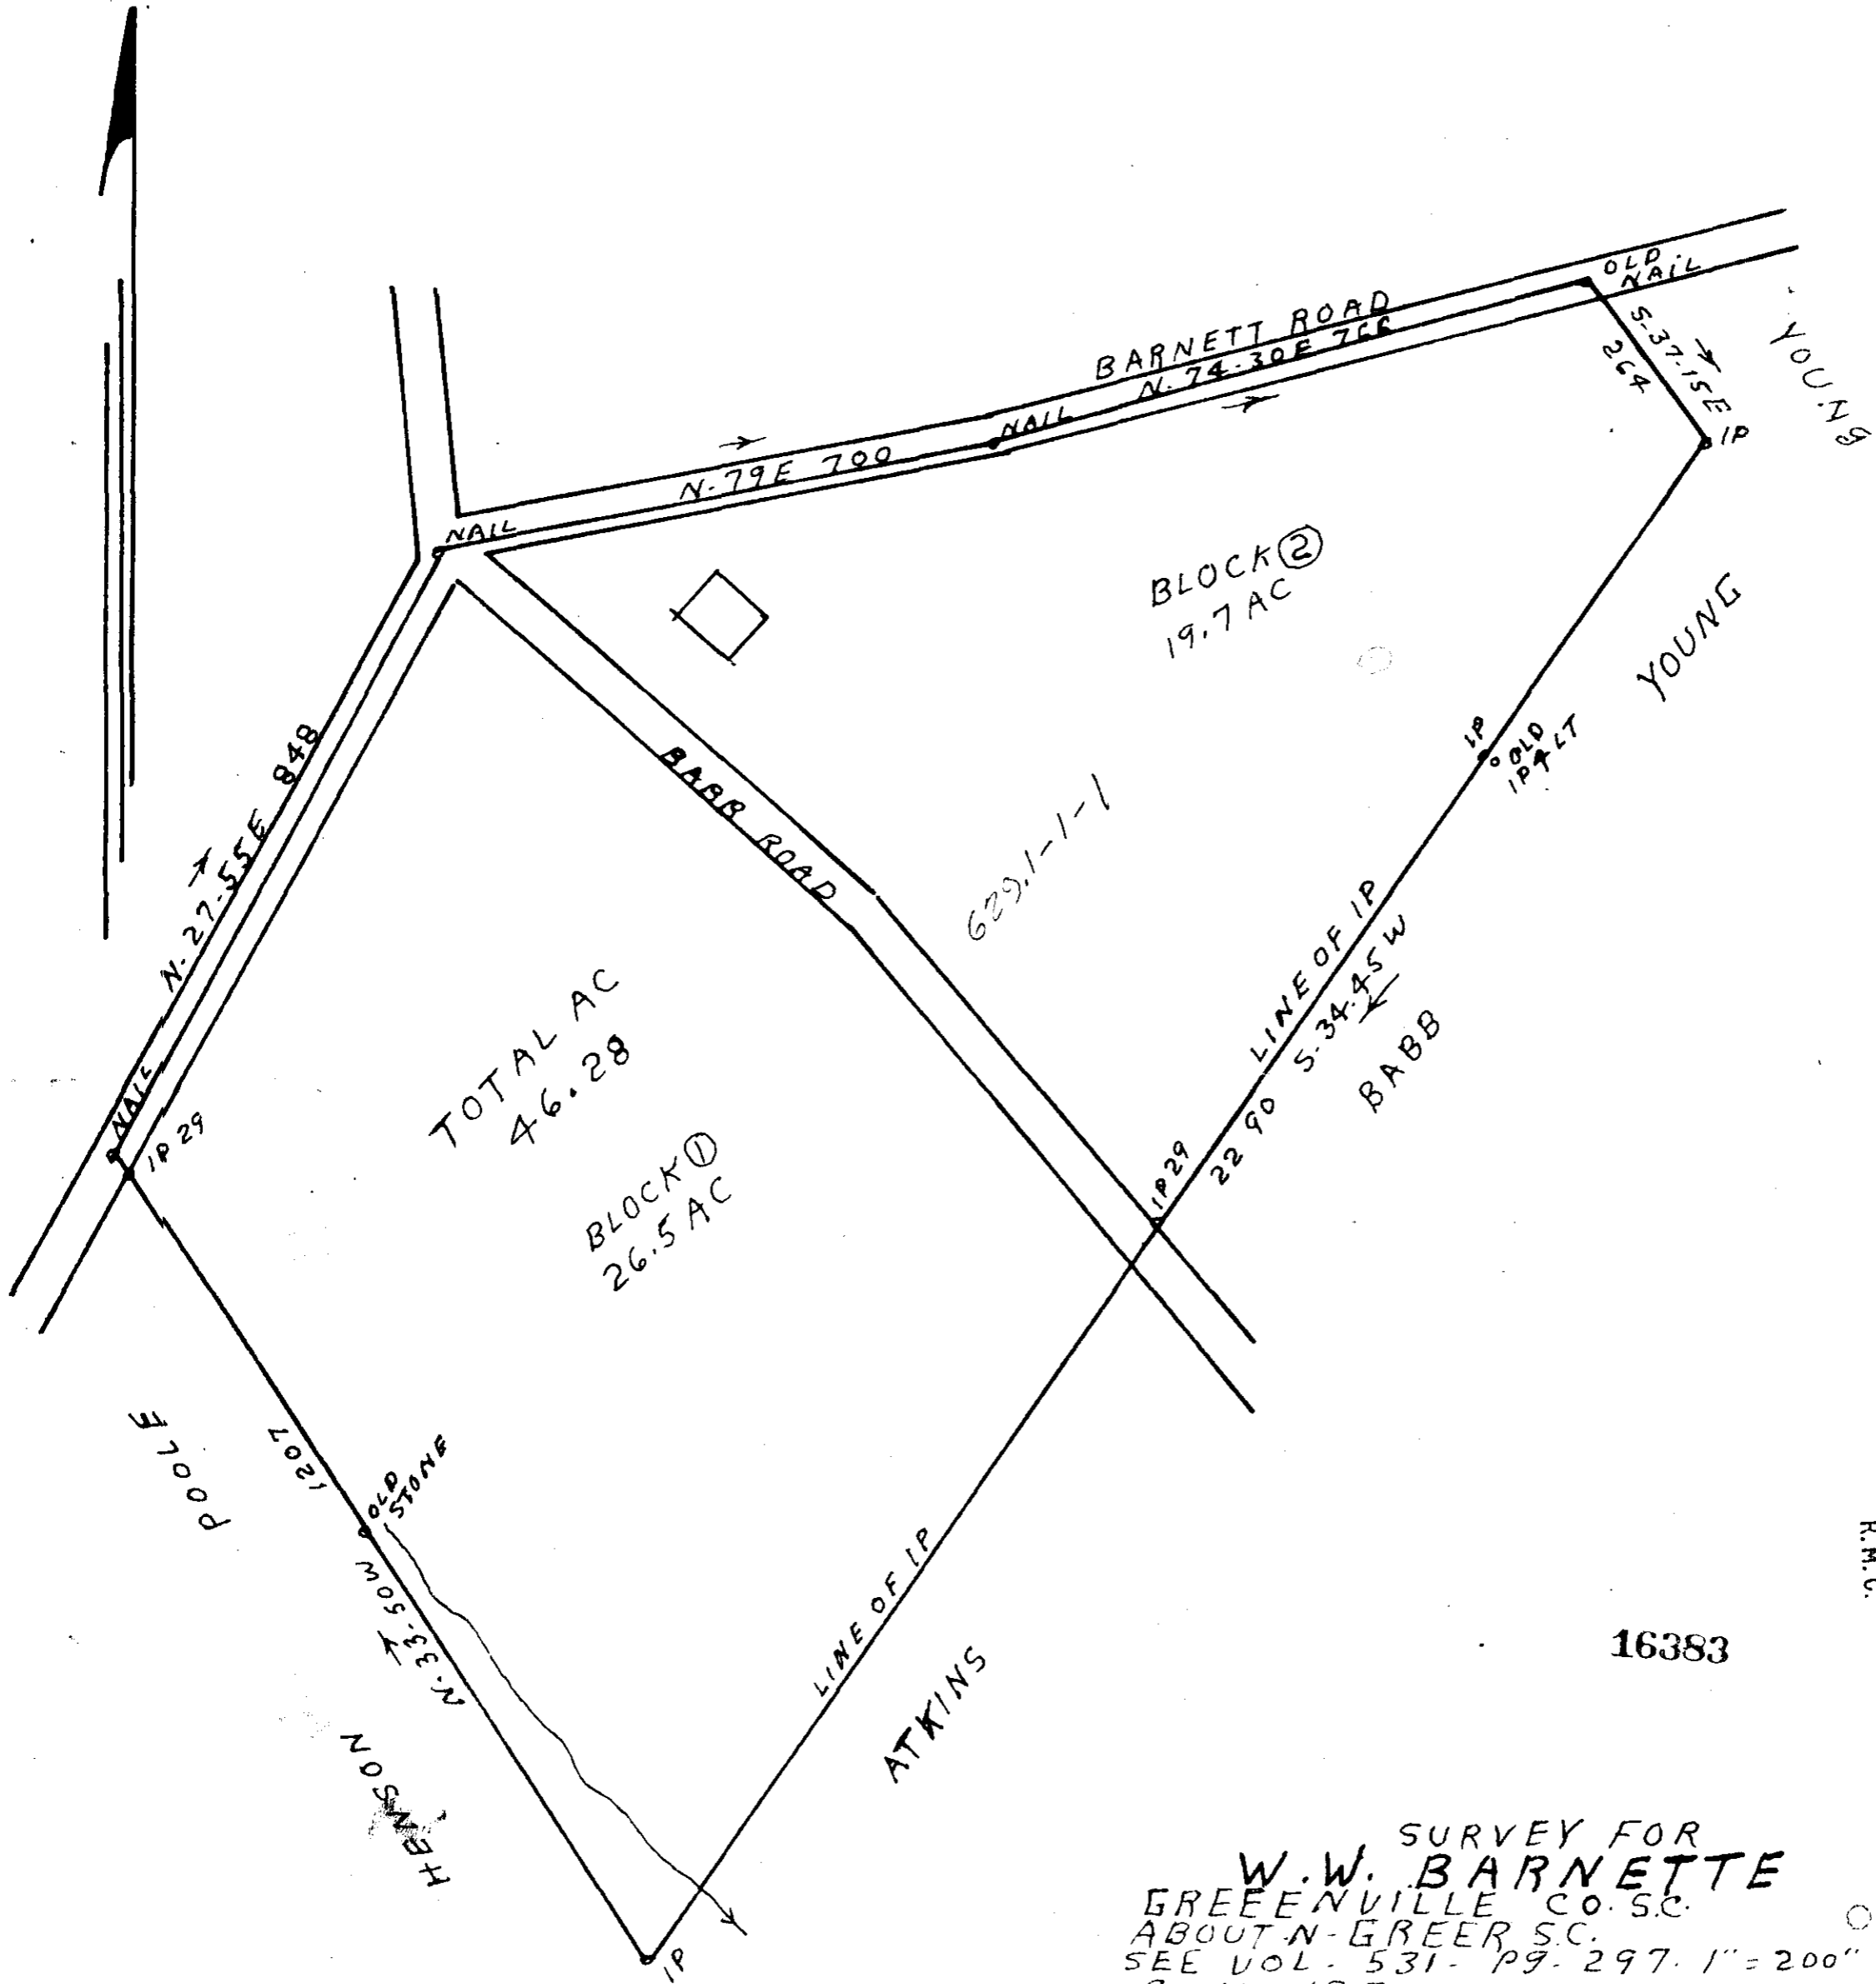 OLD
NAIL
BARNETT ROAD
N-74-30E 766
S-37-15-E
264
YOUNG
IP
NAIL
N-79E 700
NAIL
BLOCK 2
19.7 AC
YOUNG
IP
OLD
IP
N-27-55E 848
BABB ROAD
LINE OF IP
2290 S-34-45W
BABB
TOTAL AC
46.28
NAIL
IP 29
BLOCK 1
26.5 AC
IP 29
POOLE
1207
OLD
STONE
N-33-50W
LINE OF IP
ATKINS
HENSON
IP
R.M.C.
16383
SURVEY FOR
W.W. BARNETTE
GREEENVILLE CO. S.C.
ABOUT-N-GREER S.C.
SEE VOL. 531- PG. 297. 1"=200"